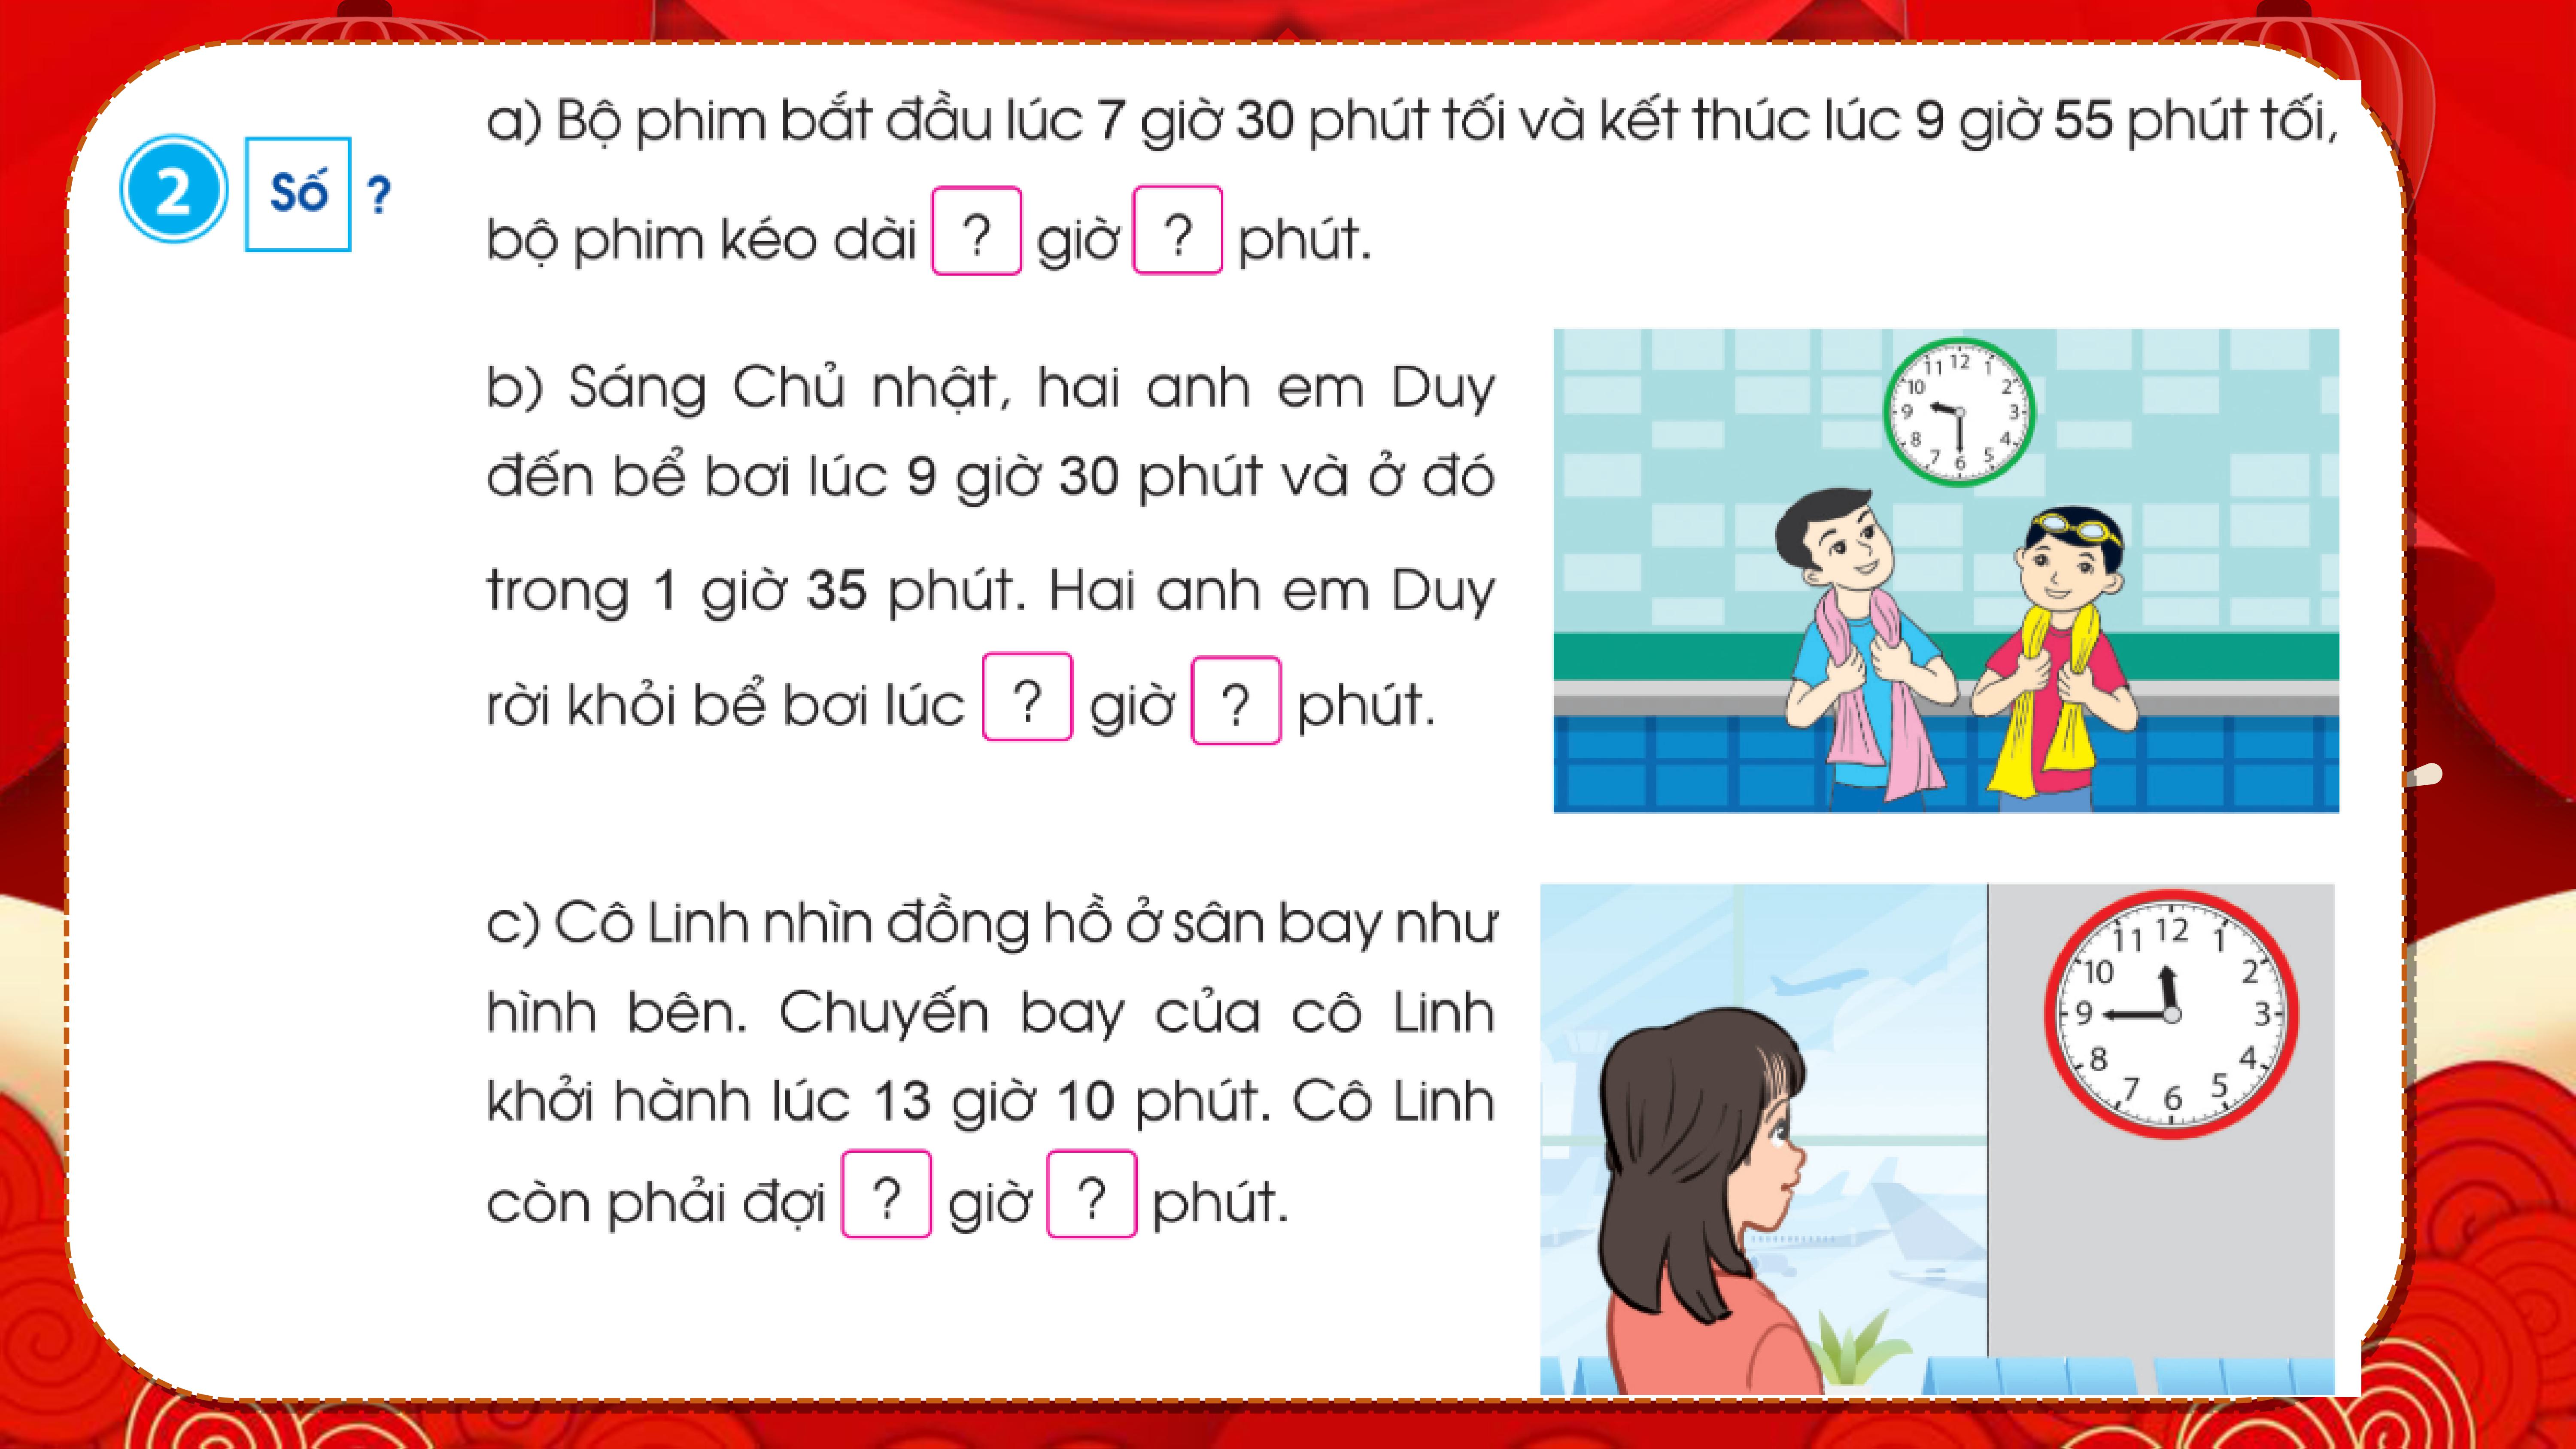 2 Số ?
a) Bộ phim bắt đầu lúc 7 giờ 30 phút tối và kết thúc lúc 9 giờ 55 phút tối,
bộ phim kéo dài ? giờ ? phút.
b) Sáng Chủ nhật, hai anh em Duy
đến bể bơi lúc 9 giờ 30 phút và ở đó
trong 1 giờ 35 phút. Hai anh em Duy
rời khỏi bể bơi lúc ? giờ ? phút.
12 1 2 3 4 5 6 7 8 9 10 11
c) Cô Linh nhìn đồng hồ ở sân bay như
hình bên. Chuyến bay của cô Linh
khởi hành lúc 13 giờ 10 phút. Cô Linh
còn phải đợi ? giờ ? phút.
12 1 2 3 4 5 6 7 8 9 10 11